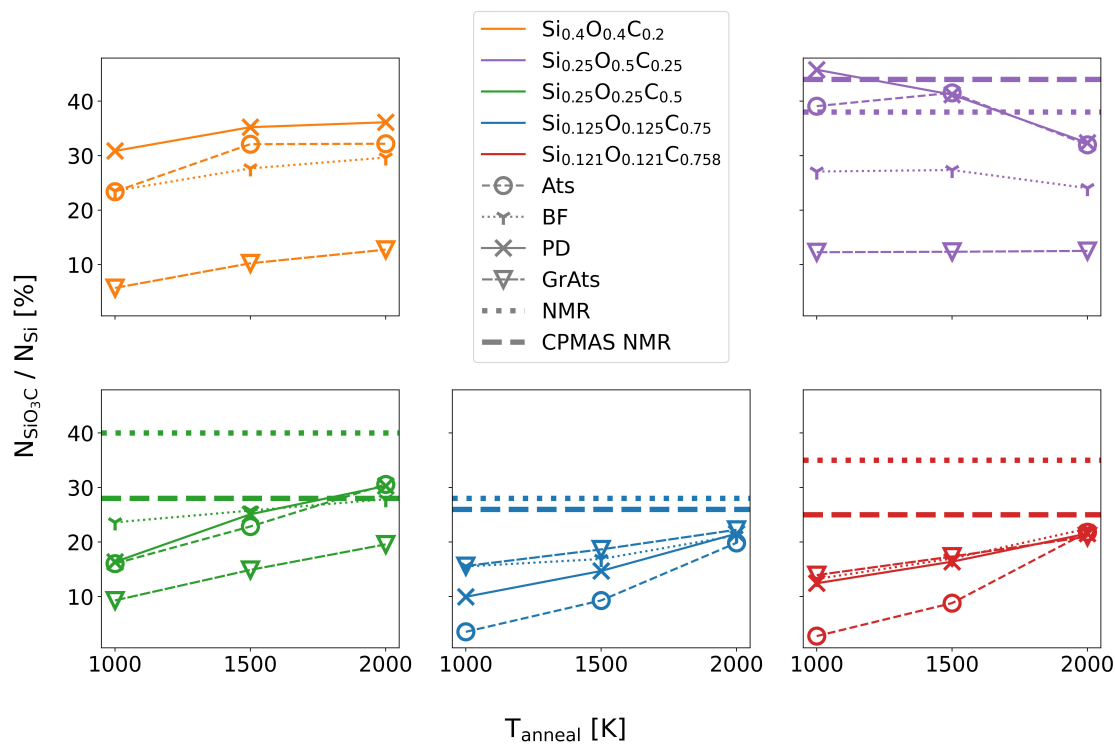 Si0.4O0.4C0.2
Si0.25O0.5C0.25
Si0.25O0.25C0.5
Si0.125O0.125C0.75
Si0.121O0.121C0.758
Ats
BF
PD
GrAts
NMR
CPMAS NMR
40
30
20
10
NSiO3C / NSi [%]
40
30
20
10
1000 1500 2000
1000 1500 2000
1000 1500 2000
Tanneal [K]